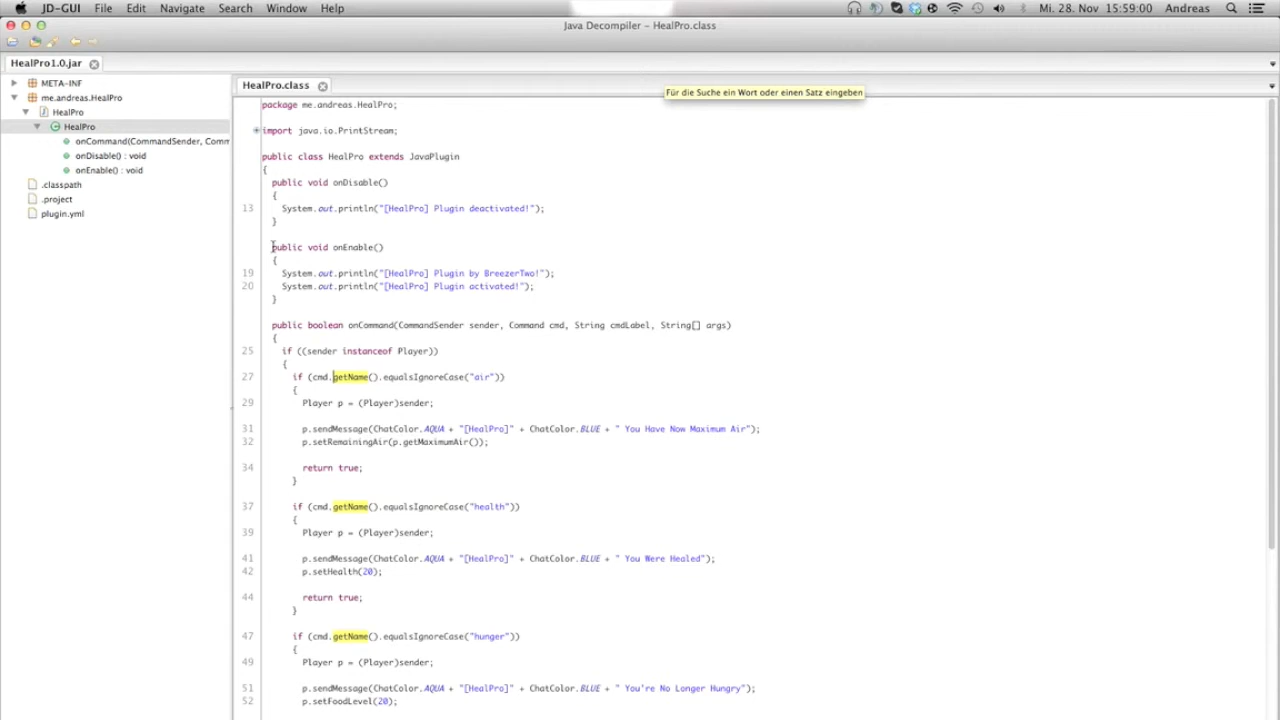 JD-GUI File Edit Navigate Search Window Help Mi. 28. Nov 15:59:00 Andreas
Java Decompiler – HealPro.class
HealPro1.0.jar
META-INF
me.andreas.HealPro
HealPro
HealPro
onCommand(CommandSender, Comm
onDisable() : void
onEnable() : void
.classpath
.project
plugin.yml
HealPro.class
Für die Suche ein Wort oder einen Satz eingeben
package me.andreas.HealPro;
import java.io.PrintStream;
public class HealPro extends JavaPlugin
{
public void onDisable()
{
13 System.out.println("[HealPro] Plugin deactivated!");
}
public void onEnable()
{
19 System.out.println("[HealPro] Plugin by BreezerTwo!");
20 System.out.println("[HealPro] Plugin activated!");
}
public boolean onCommand(CommandSender sender, Command cmd, String cmdLabel, String[] args)
{
25 if ((sender instanceof Player))
{
27 if (cmd.getName().equalsIgnoreCase("air"))
{
29 Player p = (Player)sender;
31 p.sendMessage(ChatColor.AQUA + "[HealPro]" + ChatColor.BLUE + " You Have Now Maximum Air");
32 p.setRemainingAir(p.getMaximumAir());
34 return true;
}
37 if (cmd.getName().equalsIgnoreCase("health"))
{
39 Player p = (Player)sender;
41 p.sendMessage(ChatColor.AQUA + "[HealPro]" + ChatColor.BLUE + " You Were Healed");
42 p.setHealth(20);
44 return true;
}
47 if (cmd.getName().equalsIgnoreCase("hunger"))
{
49 Player p = (Player)sender;
51 p.sendMessage(ChatColor.AQUA + "[HealPro]" + ChatColor.BLUE + " You're No Longer Hungry");
52 p.setFoodLevel(20);